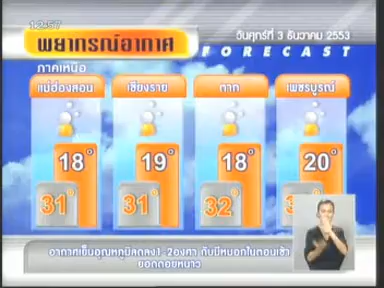 12:57
พยากรณ์อากาศ
วันศุกร์ที่ 3 ธันวาคม 2553
FORECAST
ภาคเหนือ
แม่ฮ่องสอน เชียงราย ตาก เพชรบูรณ์
18° 19° 18° 20°
31° 31° 32° 3
อากาศเย็นอุณหภูมิลดลง1-2องศา กับมีหมอกในตอนเช้า
ยอดดอยหนาว